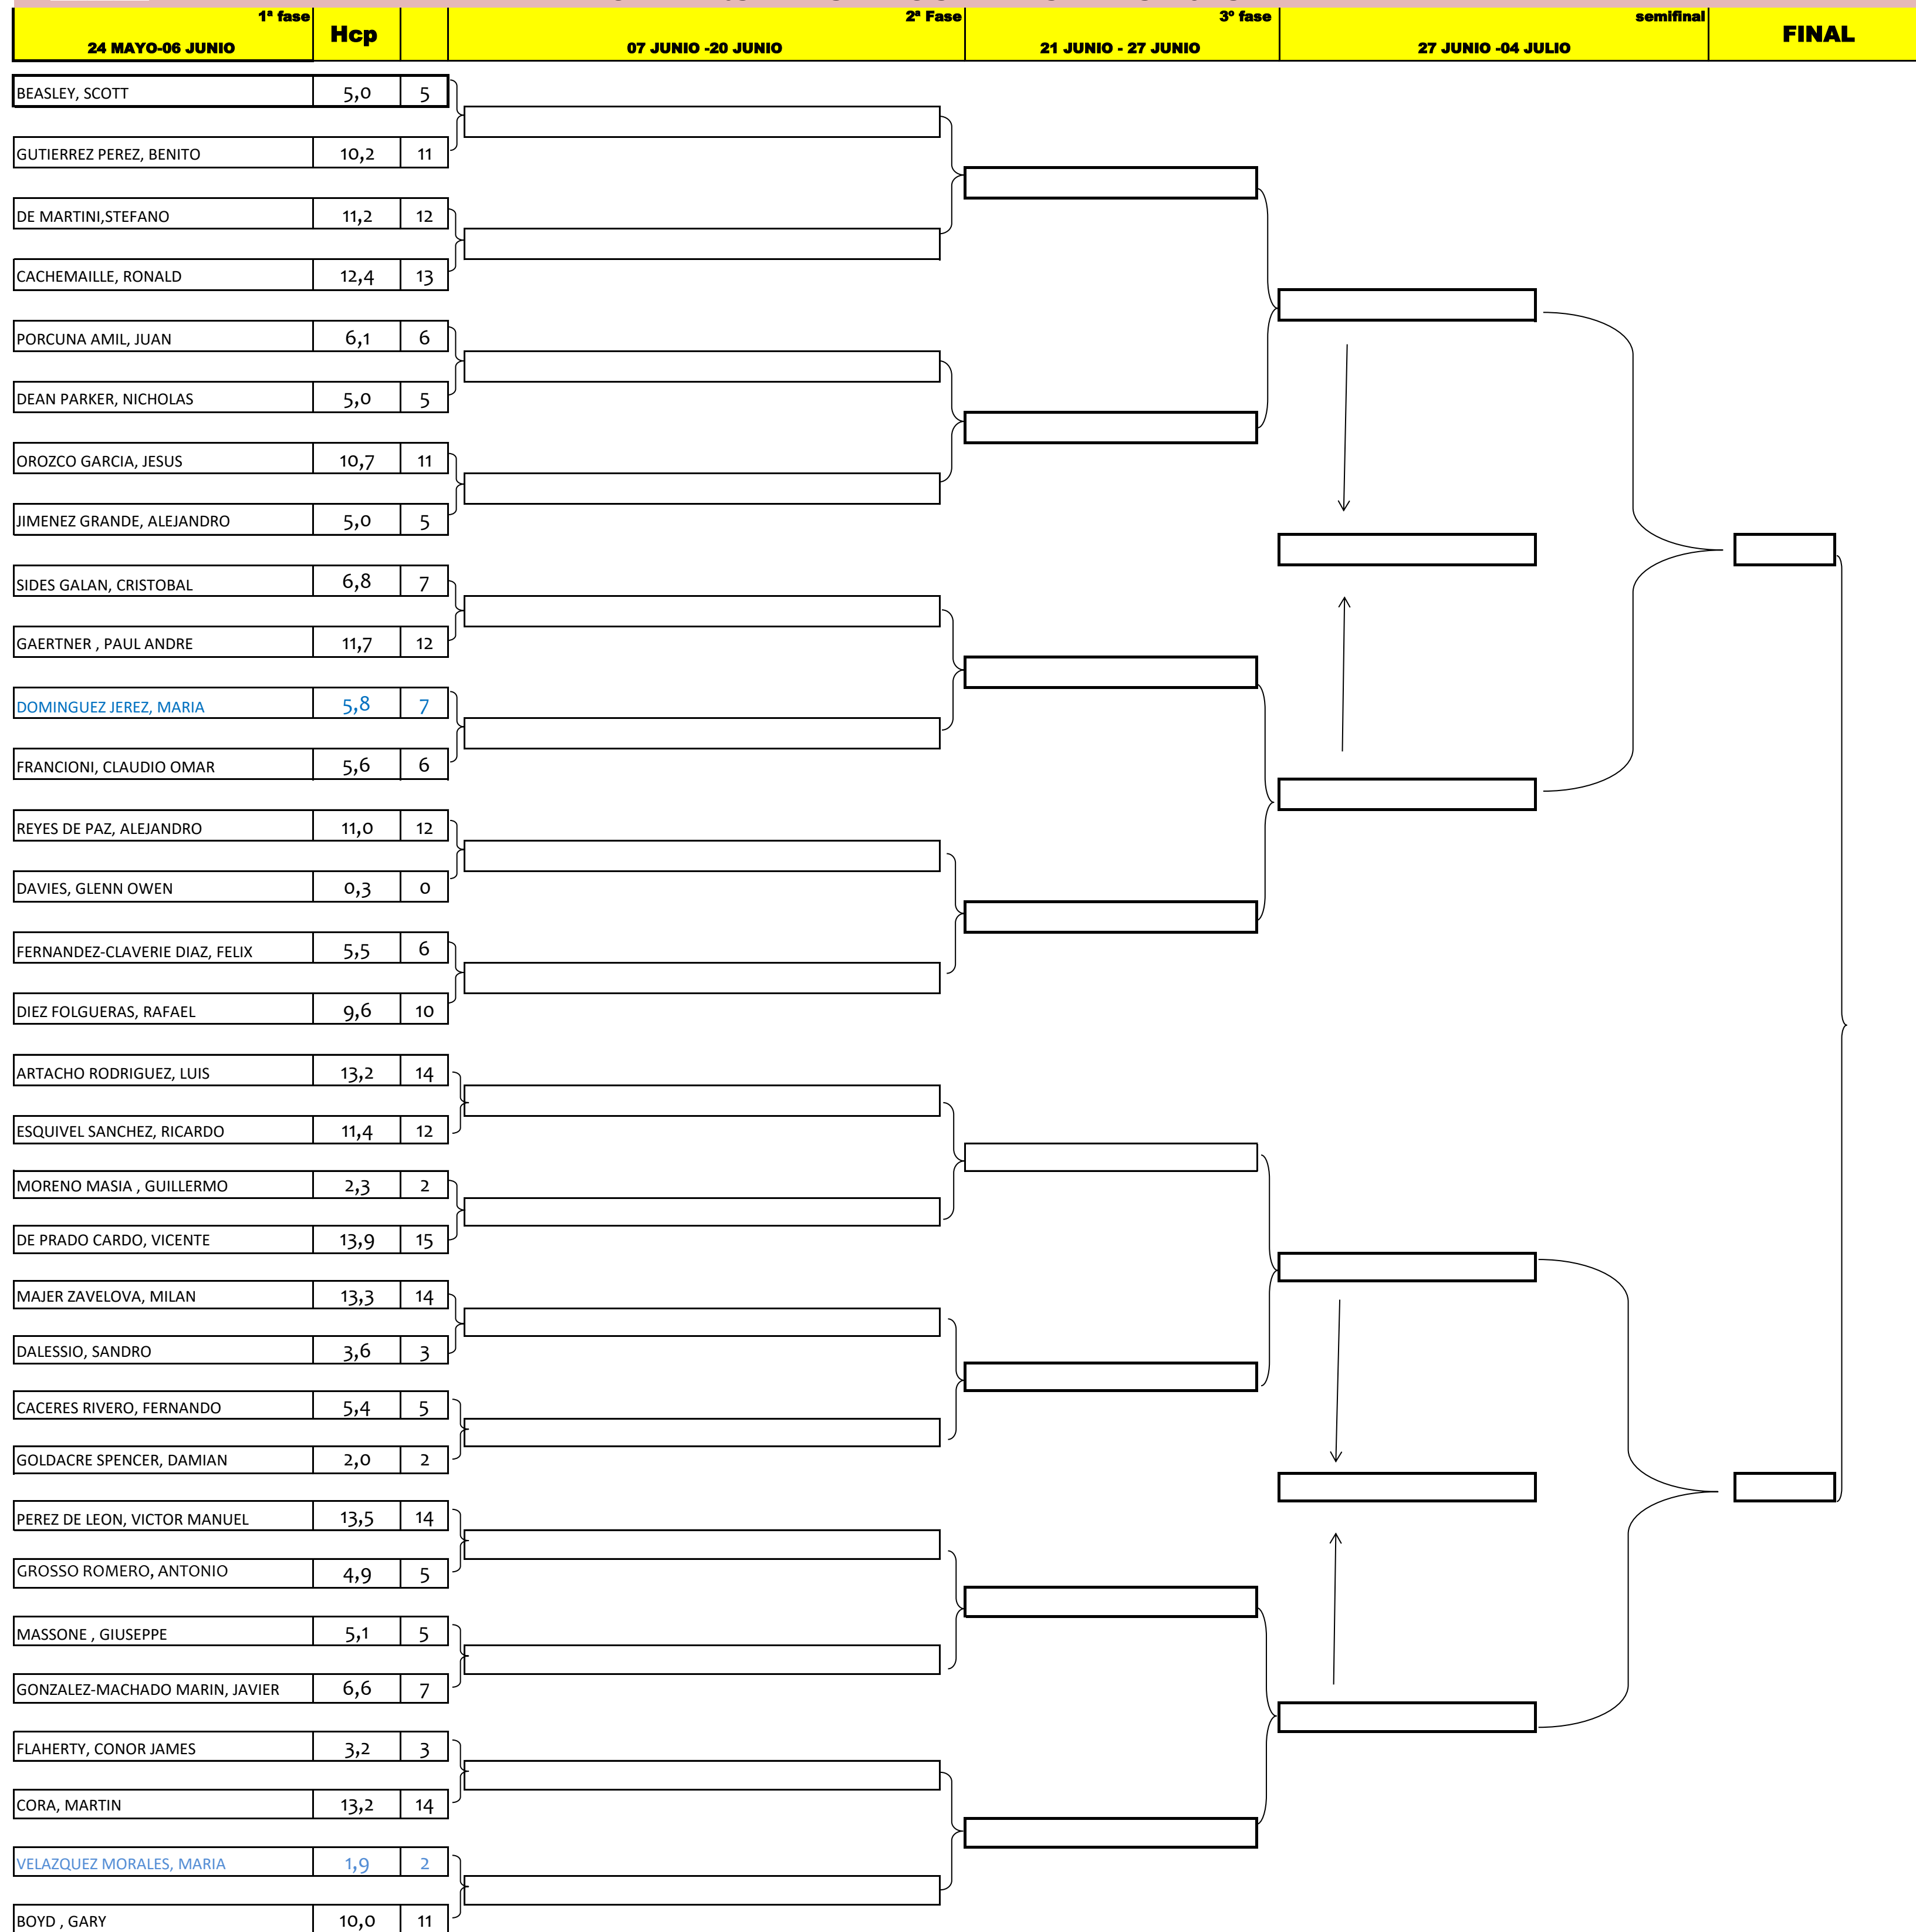 1ª fase 2ª Fase 3º fase semifinal
24 MAYO-06 JUNIO Hcp 07 JUNIO -20 JUNIO 21 JUNIO - 27 JUNIO 27 JUNIO -04 JULIO FINAL
BEASLEY, SCOTT 5,0 5
GUTIERREZ PEREZ, BENITO 10,2 11
DE MARTINI,STEFANO 11,2 12
CACHEMAILLE, RONALD 12,4 13
PORCUNA AMIL, JUAN 6,1 6
DEAN PARKER, NICHOLAS 5,0 5
OROZCO GARCIA, JESUS 10,7 11
JIMENEZ GRANDE, ALEJANDRO 5,0 5
SIDES GALAN, CRISTOBAL 6,8 7
GAERTNER , PAUL ANDRE 11,7 12
DOMINGUEZ JEREZ, MARIA 5,8 7
FRANCIONI, CLAUDIO OMAR 5,6 6
REYES DE PAZ, ALEJANDRO 11,0 12
DAVIES, GLENN OWEN 0,3 0
FERNANDEZ-CLAVERIE DIAZ, FELIX 5,5 6
DIEZ FOLGUERAS, RAFAEL 9,6 10
ARTACHO RODRIGUEZ, LUIS 13,2 14
ESQUIVEL SANCHEZ, RICARDO 11,4 12
MORENO MASIA , GUILLERMO 2,3 2
DE PRADO CARDO, VICENTE 13,9 15
MAJER ZAVELOVA, MILAN 13,3 14
DALESSIO, SANDRO 3,6 3
CACERES RIVERO, FERNANDO 5,4 5
GOLDACRE SPENCER, DAMIAN 2,0 2
PEREZ DE LEON, VICTOR MANUEL 13,5 14
GROSSO ROMERO, ANTONIO 4,9 5
MASSONE , GIUSEPPE 5,1 5
GONZALEZ-MACHADO MARIN, JAVIER 6,6 7
FLAHERTY, CONOR JAMES 3,2 3
CORA, MARTIN 13,2 14
VELAZQUEZ MORALES, MARIA 1,9 2
BOYD , GARY 10,0 11